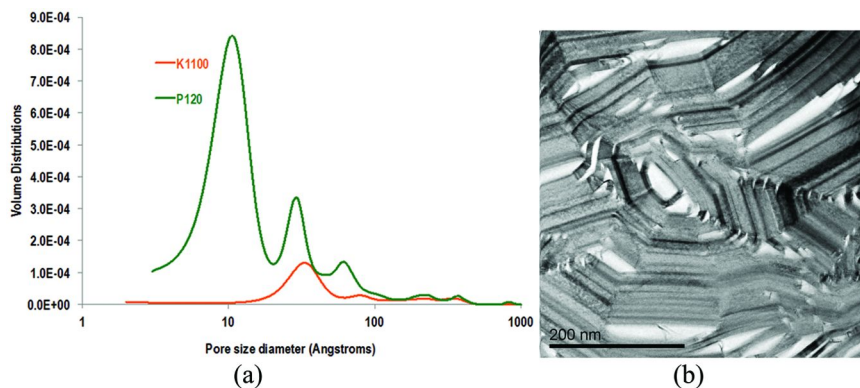 9.0E-04
8.0E-04
7.0E-04
6.0E-04
5.0E-04
4.0E-04
3.0E-04
2.0E-04
1.0E-04
0.0E+00
Volume Distributions
K1100
P120
1 10 100 1000
Pore size diameter (Angstroms)
200 nm
(a) (b)